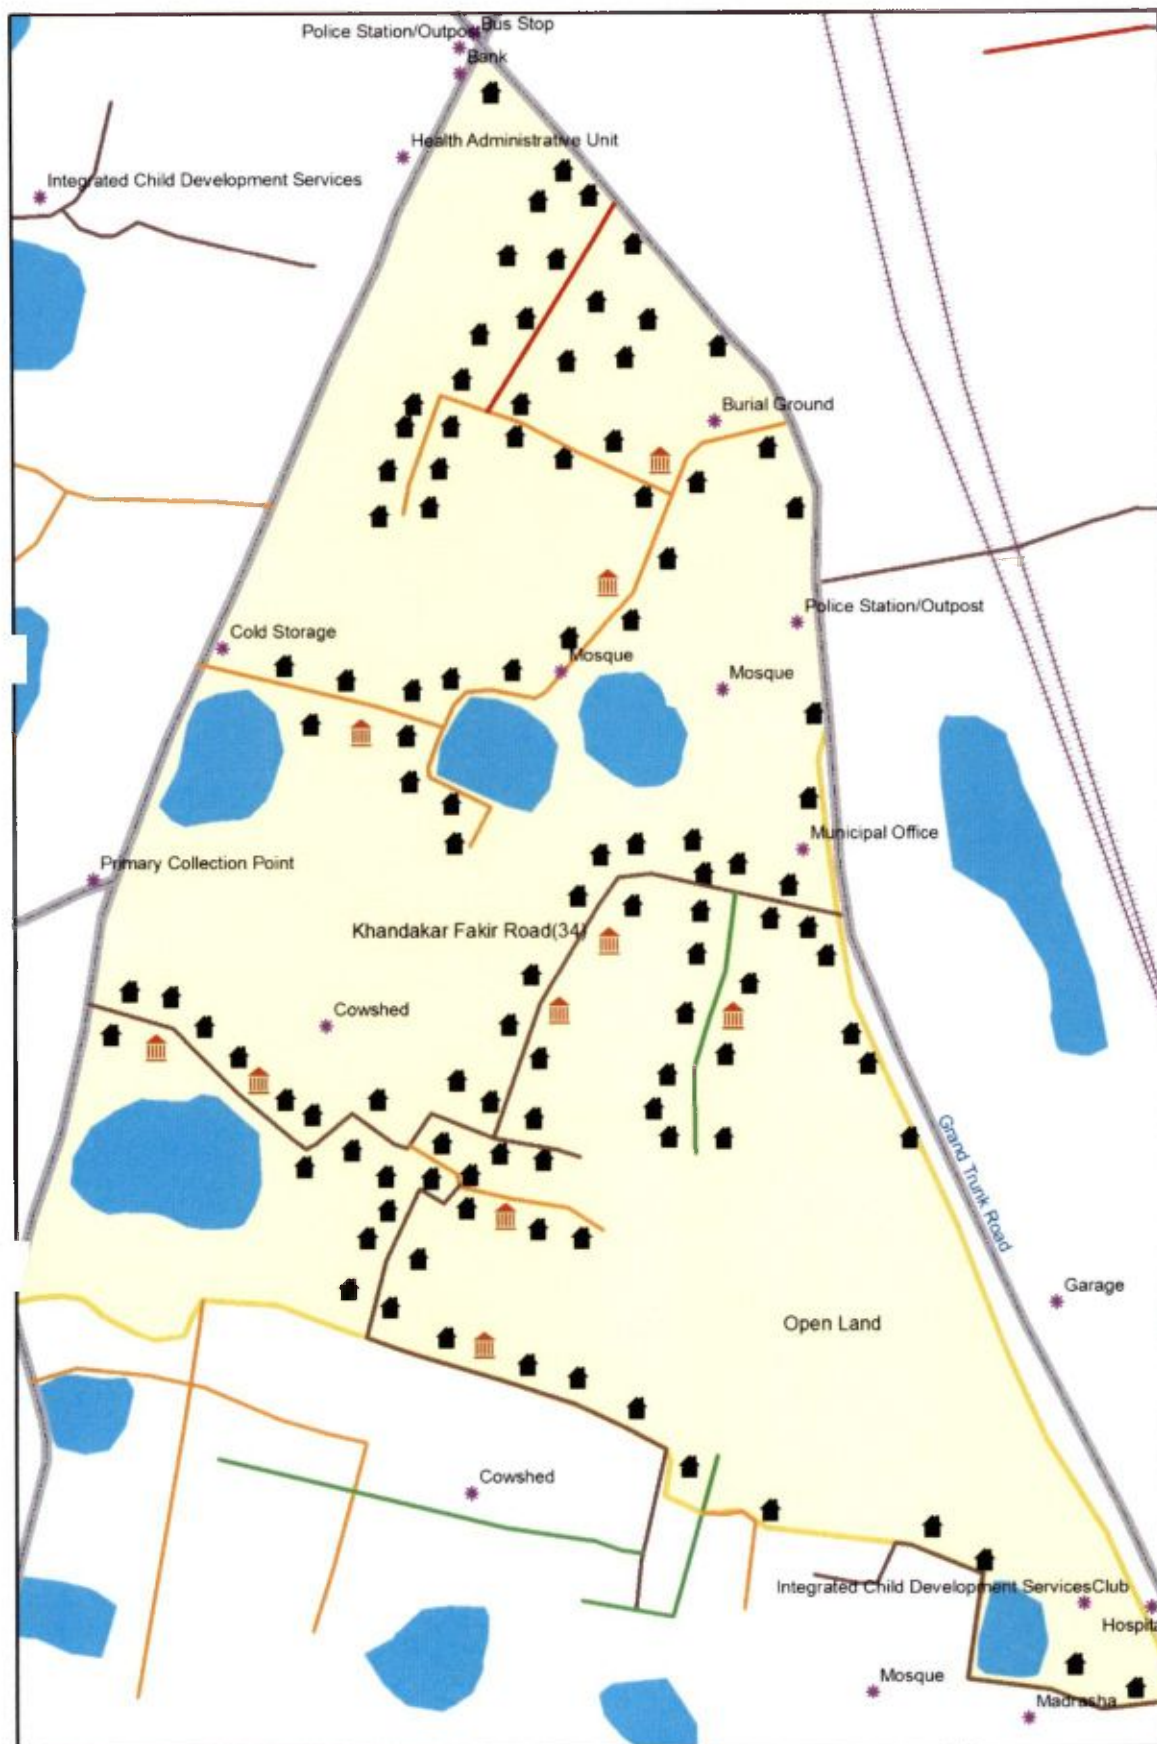 Bus Stop
Police Station/Outpost
Bank
Health Administrative Unit
Integrated Child Development Services
Burial Ground
Police Station/Outpost
Cold Storage
Mosque
Mosque
Municipal Office
Primary Collection Point
Khandakar Fakir Road(34)
Cowshed
Grand Trunk Road
Garage
Open Land
Cowshed
Integrated Child Development Services
Club
Hospita
Mosque
Madrasha